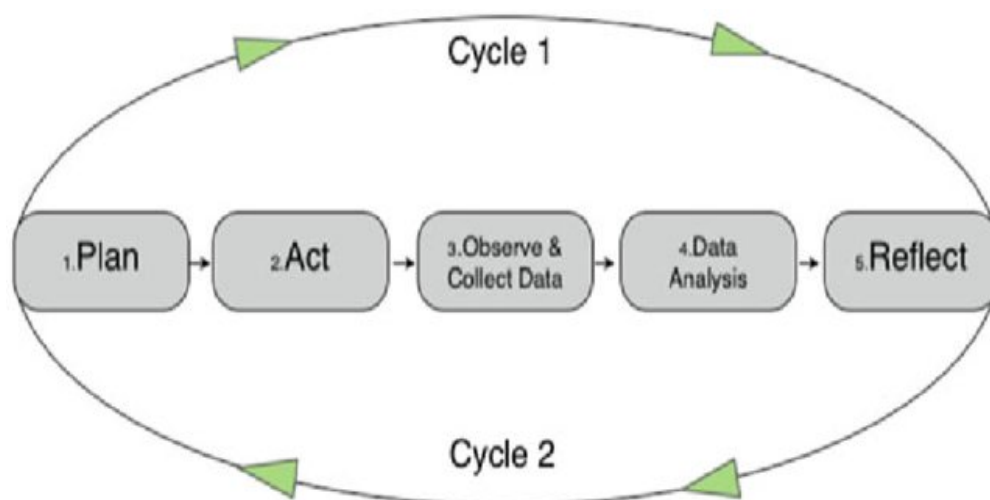 Cycle 1
1.Plan
2.Act
3.Observe &
Collect Data
4.Data
Analysis
5.Reflect
Cycle 2